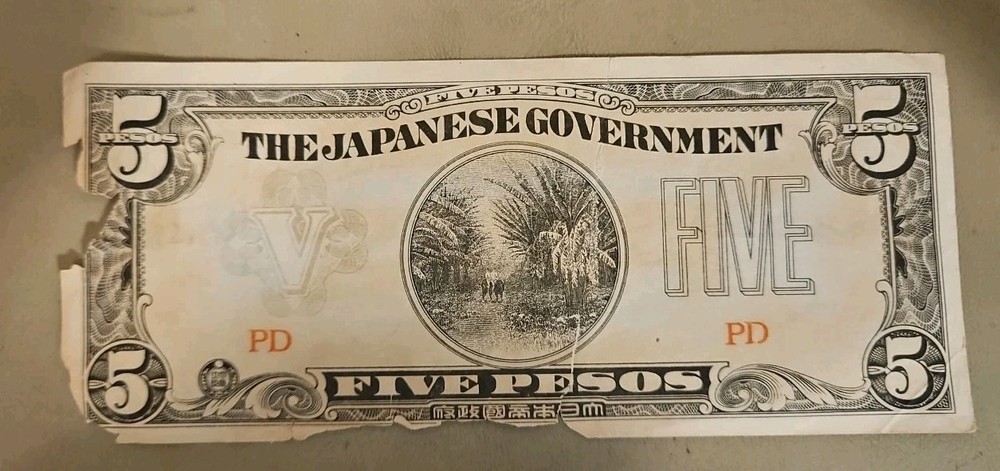 FIVE PESOS
5
PESOS
5
PESOS
THE JAPANESE GOVERNMENT
V
FIVE
PD
PD
5
FIVE PESOS
5
大日本帝國政府